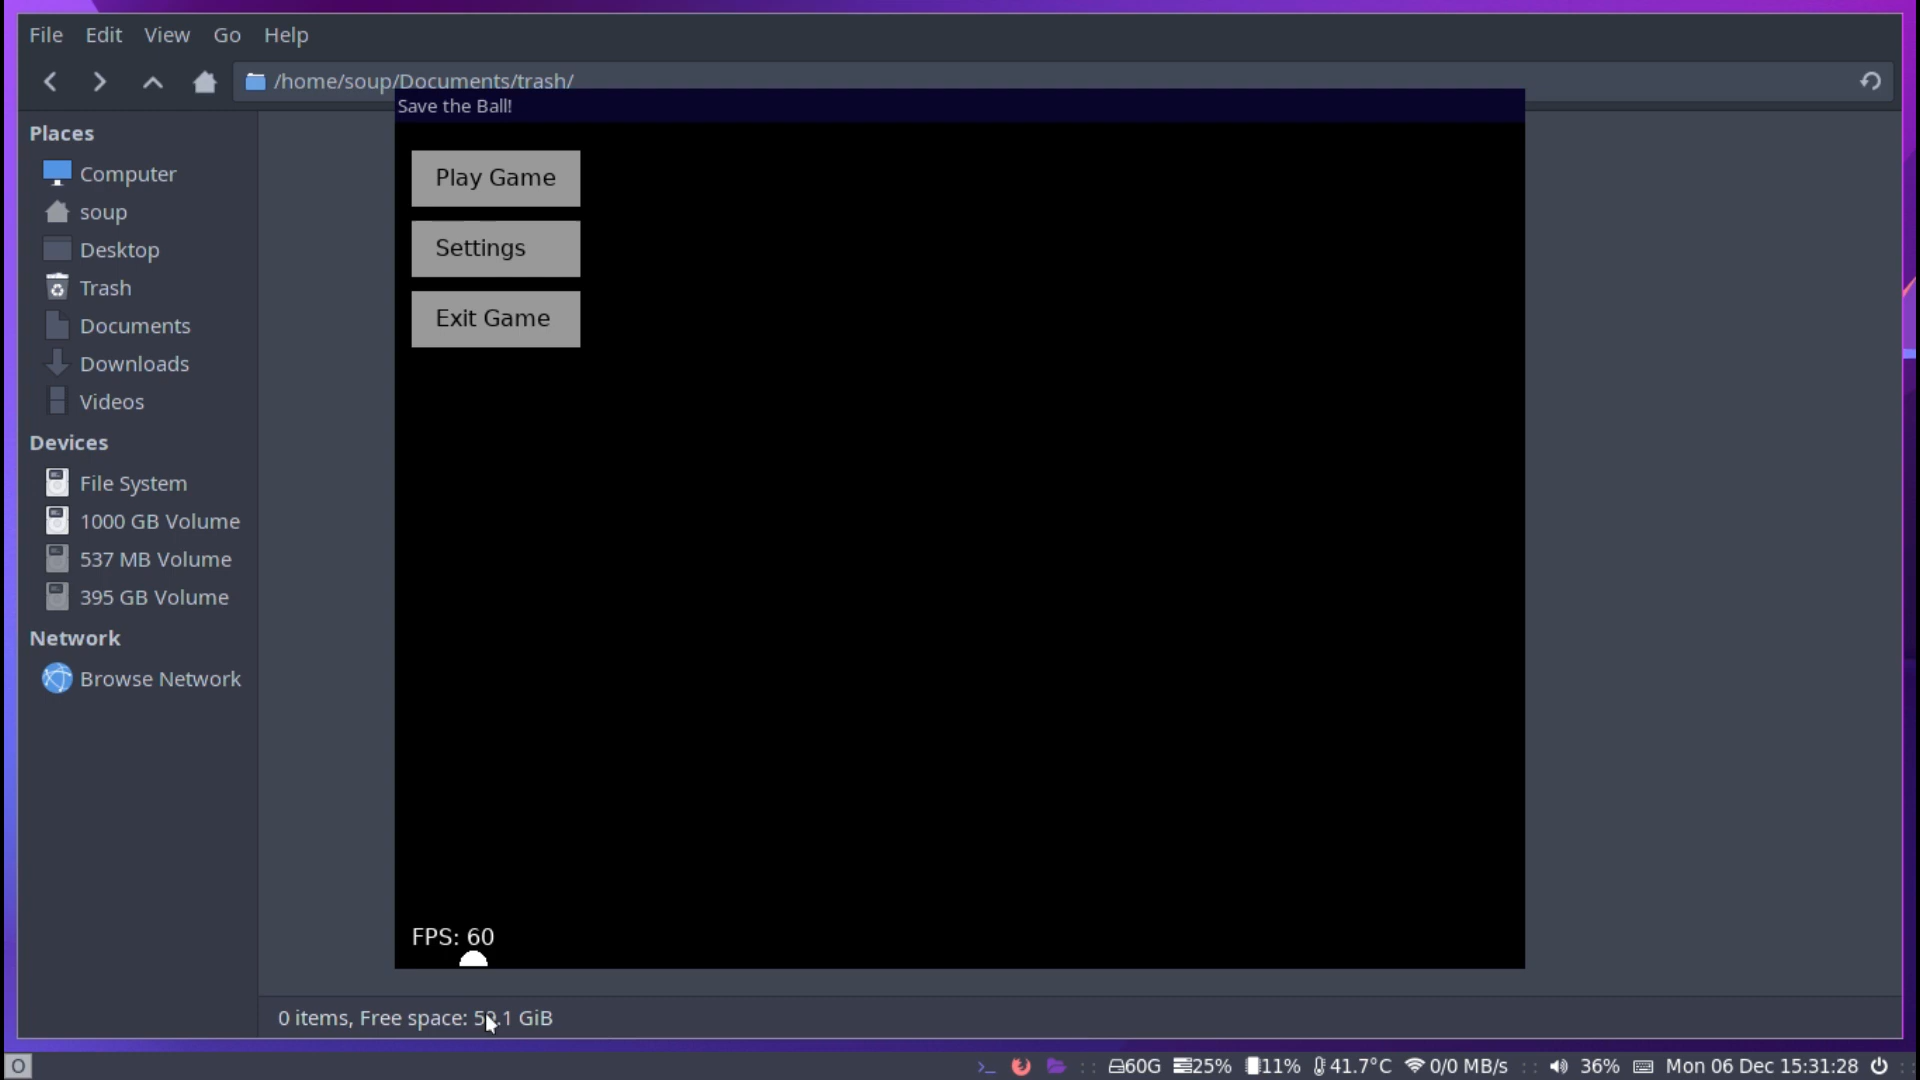 File Edit View Go Help
/home/soup/Documents/trash/
Save the Ball!
Places
Computer
soup
Desktop
Trash
Documents
Downloads
Videos
Devices
File System
1000 GB Volume
537 MB Volume
395 GB Volume
Network
Browse Network
Play Game
Settings
Exit Game
FPS: 60
0 items, Free space: GiB
O >_ :: 60G 25% 11% 41.7°C 0/0 MB/s :: 36% Mon 06 Dec 15:31:28